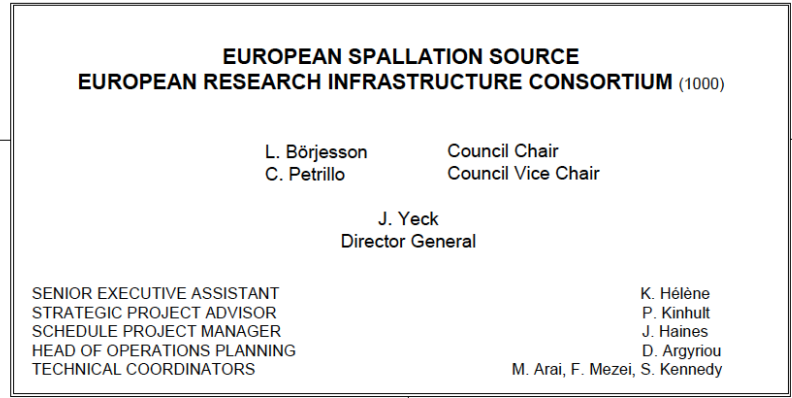 EUROPEAN SPALLATION SOURCE
EUROPEAN RESEARCH INFRASTRUCTURE CONSORTIUM (1000)
L. Börjesson Council Chair
C. Petrillo Council Vice Chair
J. Yeck
Director General
SENIOR EXECUTIVE ASSISTANT K. Hélène
STRATEGIC PROJECT ADVISOR P. Kinhult
SCHEDULE PROJECT MANAGER J. Haines
HEAD OF OPERATIONS PLANNING D. Argyriou
TECHNICAL COORDINATORS M. Arai, F. Mezei, S. Kennedy